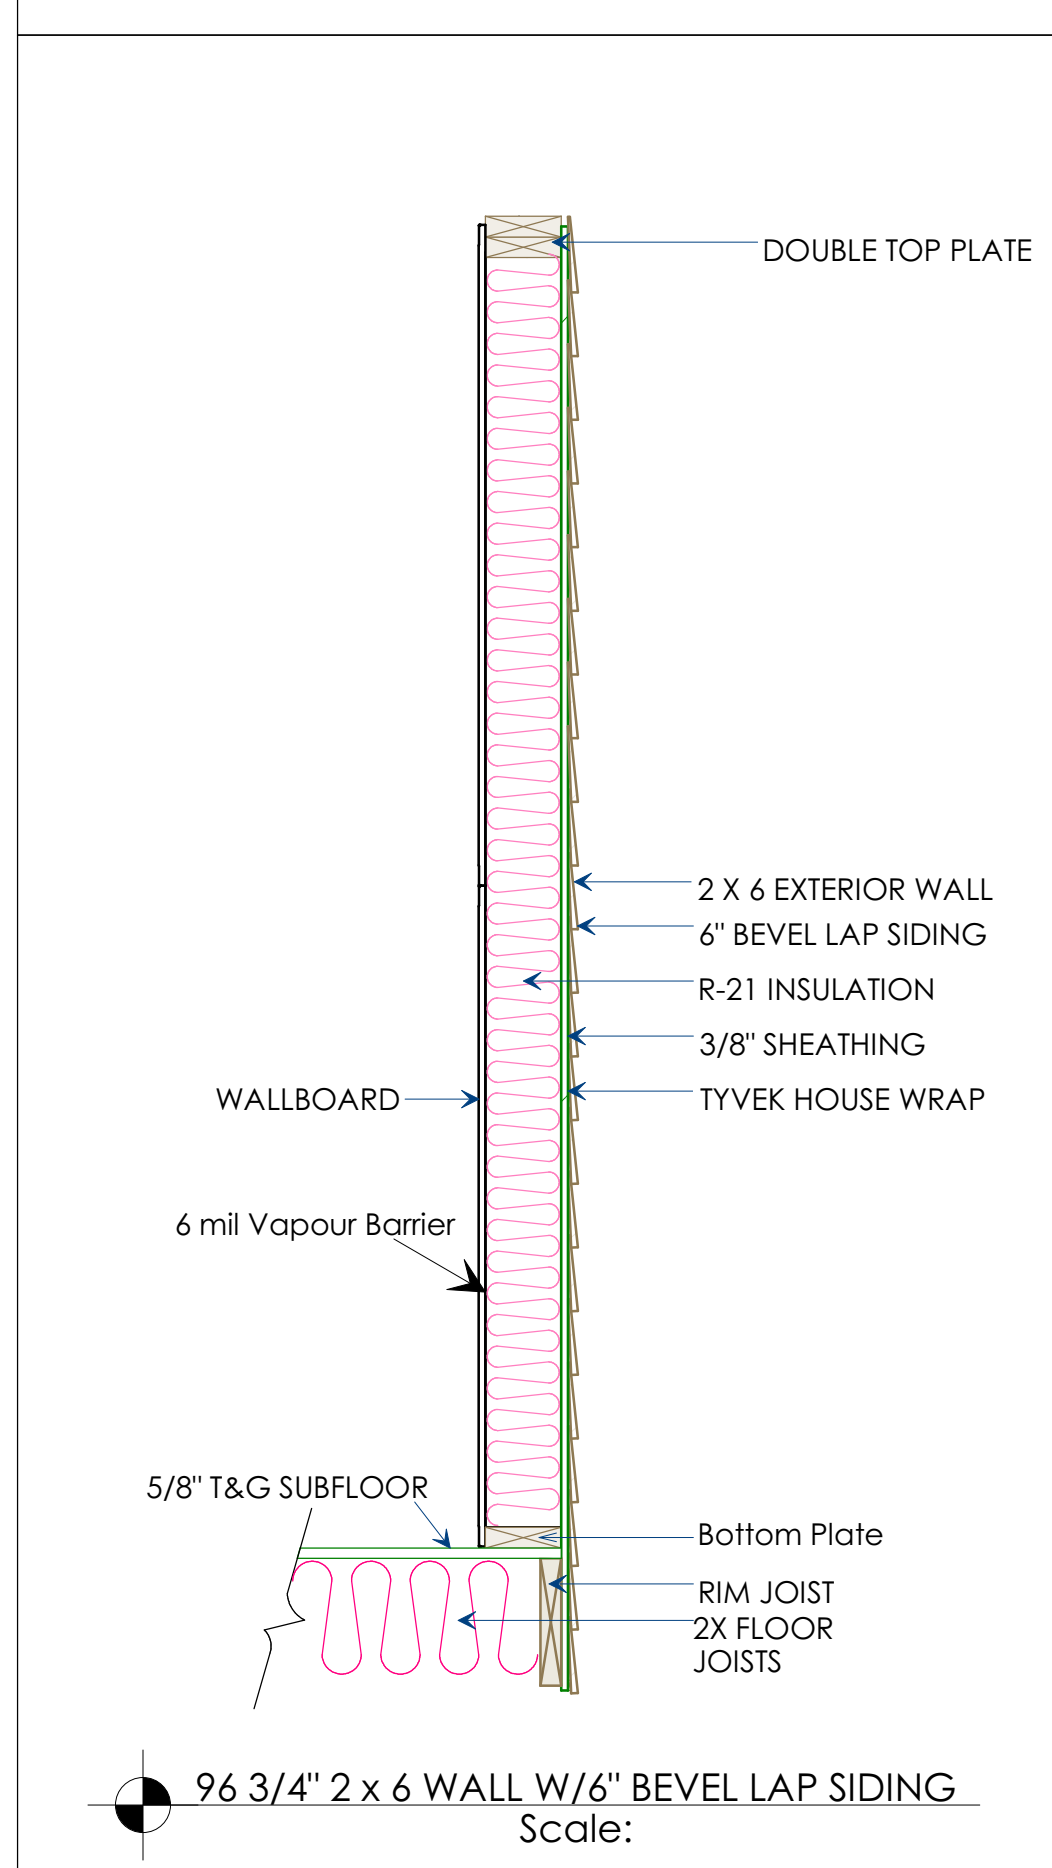 DOUBLE TOP PLATE
2 X 6 EXTERIOR WALL
6" BEVEL LAP SIDING
R-21 INSULATION
3/8" SHEATHING
WALLBOARD
TYVEK HOUSE WRAP
6 mil Vapour Barrier
5/8" T&G SUBFLOOR
Bottom Plate
RIM JOIST
2X FLOOR
JOISTS
96 3/4" 2 x 6 WALL W/6" BEVEL LAP SIDING
Scale: